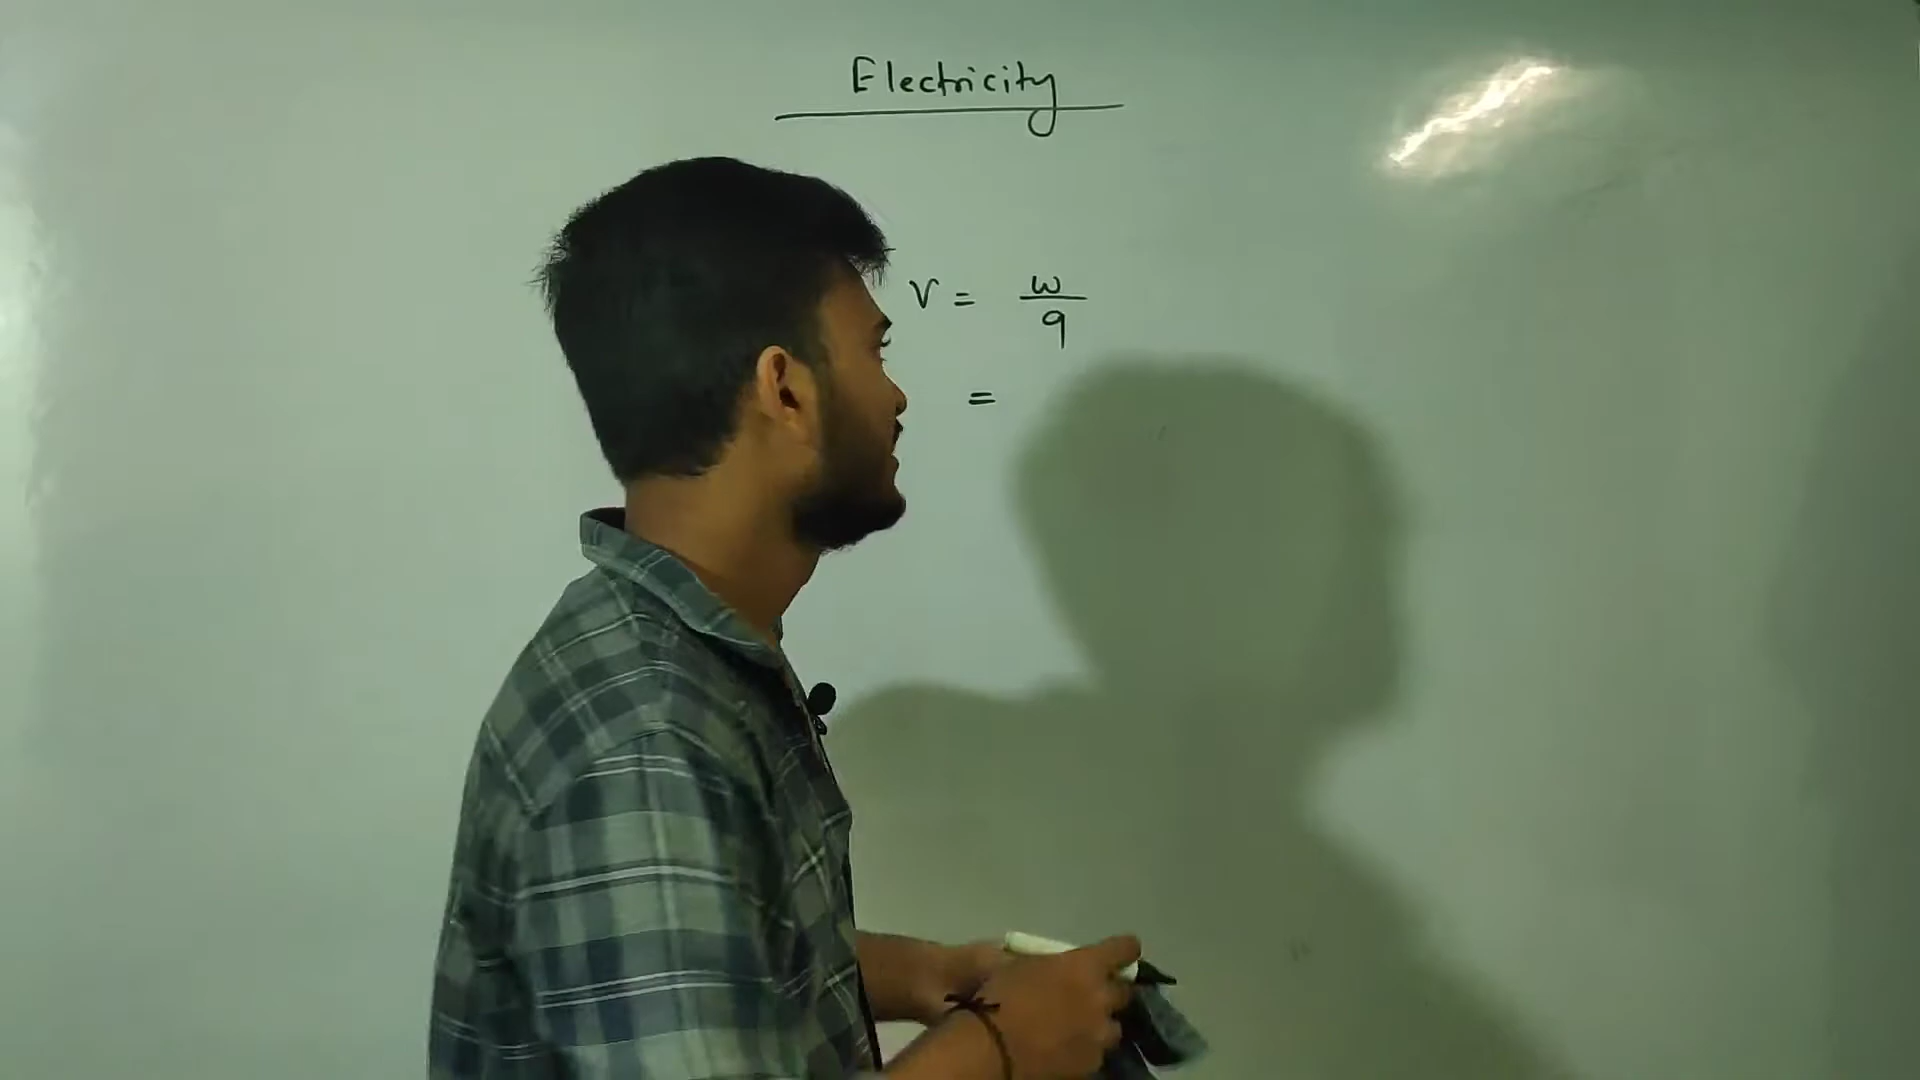 Electricity
V = w/q
=